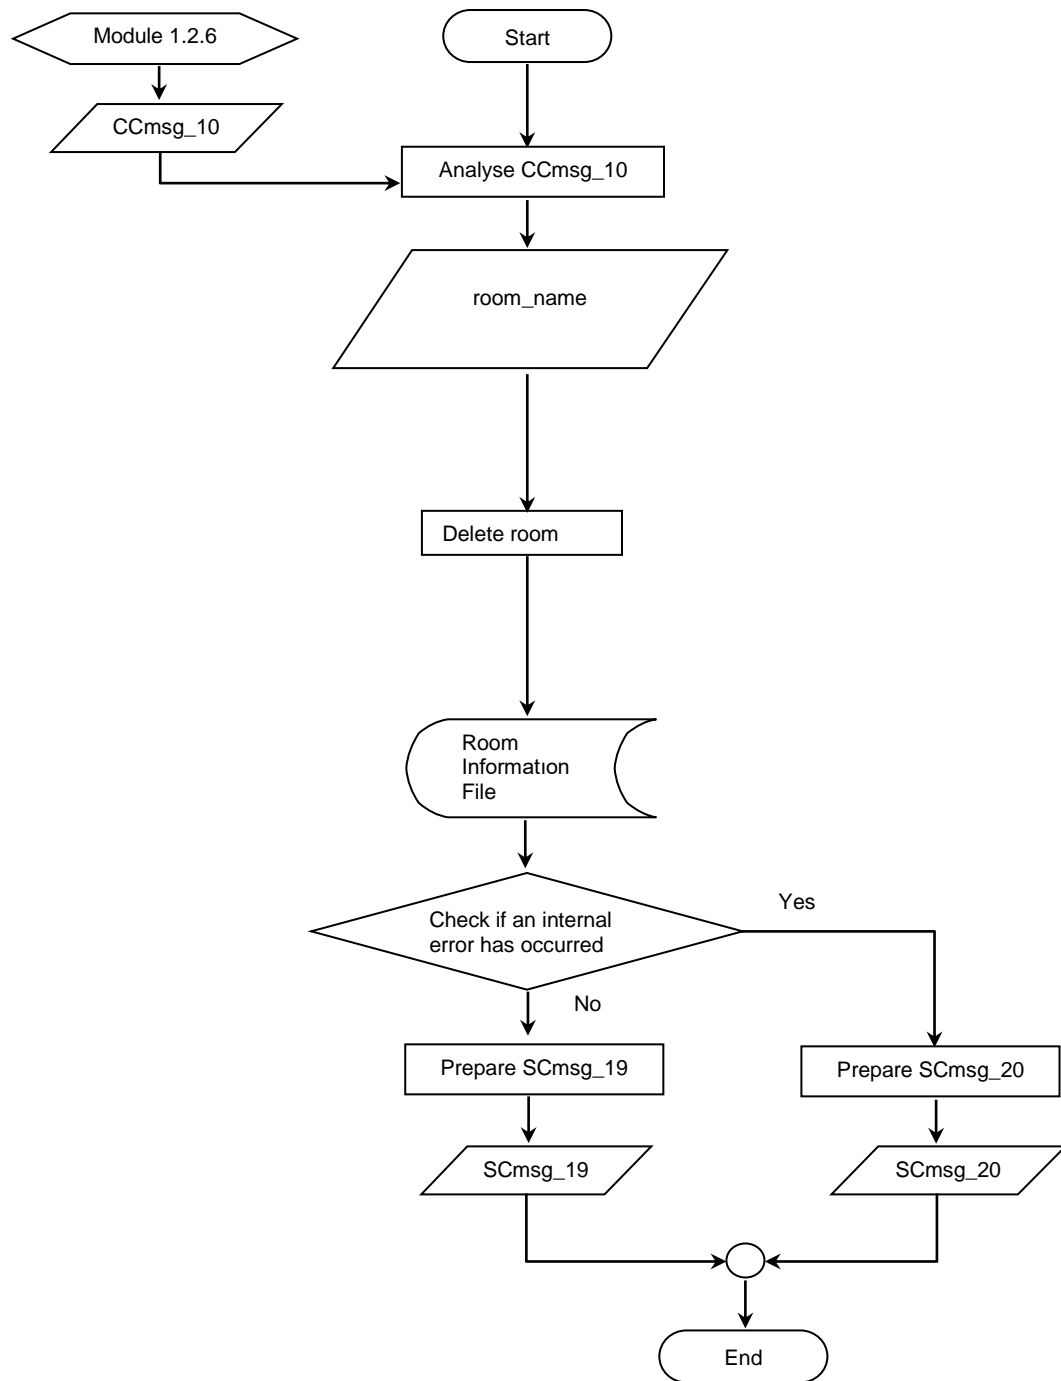 Module 1.2.6
Start
CCmsg_10
Analyse CCmsg_10
room_name
Delete room
Room
Information
File
Yes
Check if an internal
error has occurred
No
Prepare SCmsg_19
Prepare SCmsg_20
SCmsg_19
SCmsg_20
End